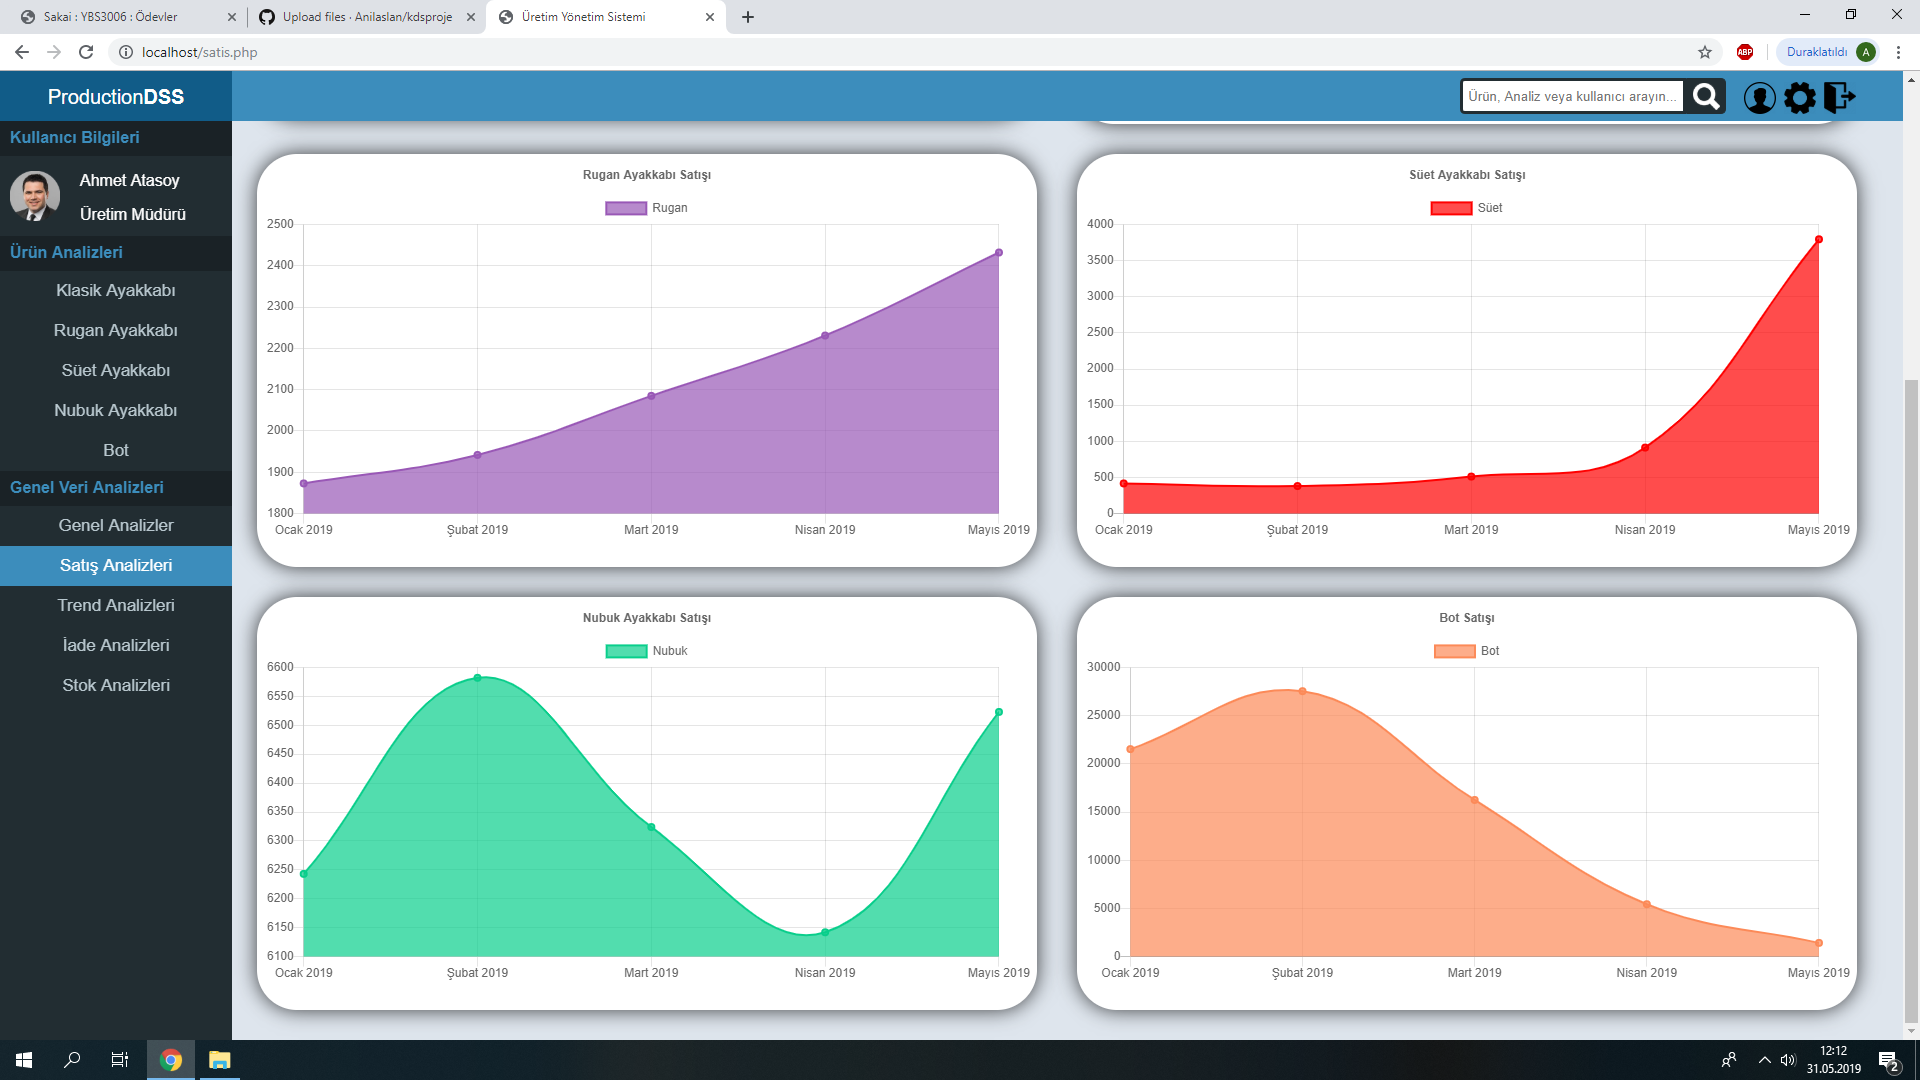 Sakai : YBS3006 : Ödevler
Upload files · Anilaslan/kdsproje
Üretim Yönetim Sistemi
localhost/satis.php
ABP
Duraklatıldı
A
ProductionDSS
Ürün, Analiz veya kullanıcı arayın...
Kullanıcı Bilgileri
Ahmet Atasoy
Üretim Müdürü
Ürün Analizleri
Klasik Ayakkabı
Rugan Ayakkabı
Süet Ayakkabı
Nubuk Ayakkabı
Bot
Genel Veri Analizleri
Genel Analizler
Satış Analizleri
Trend Analizleri
İade Analizleri
Stok Analizleri
Rugan Ayakkabı Satışı
Rugan
2500
2400
2300
2200
2100
2000
1900
1800
Ocak 2019 Şubat 2019 Mart 2019 Nisan 2019 Mayıs 2019
Süet Ayakkabı Satışı
Süet
4000
3500
3000
2500
2000
1500
1000
500
0
Ocak 2019 Şubat 2019 Mart 2019 Nisan 2019 Mayıs 2019
Nubuk Ayakkabı Satışı
Nubuk
6600
6550
6500
6450
6400
6350
6300
6250
6200
6150
6100
Ocak 2019 Şubat 2019 Mart 2019 Nisan 2019 Mayıs 2019
Bot Satışı
Bot
30000
25000
20000
15000
10000
5000
0
Ocak 2019 Şubat 2019 Mart 2019 Nisan 2019 Mayıs 2019
12:12
31.05.2019
2